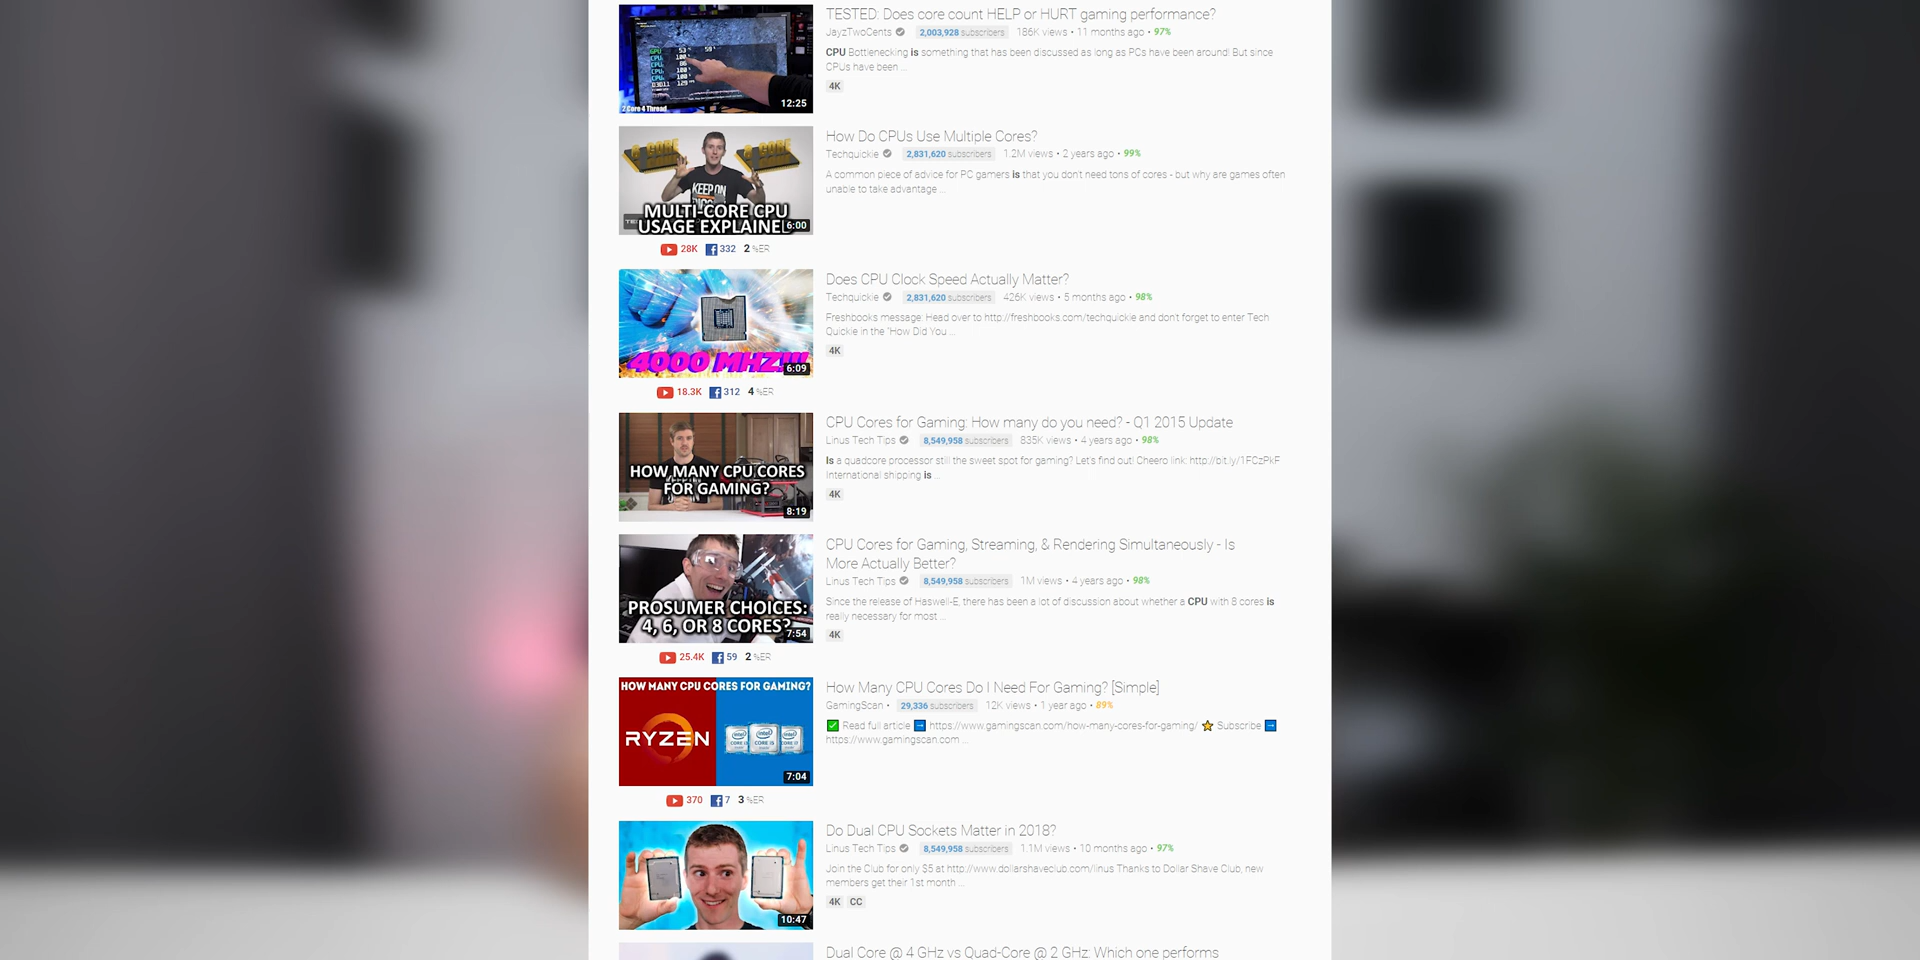 TESTED: Does core count HELP or HURT gaming performance?
JayzTwoCents 2,003,928 subscribers 186K views • 11 months ago • 97%
CPU Bottlenecking is something that has been discussed as long as PCs have been around! But since
CPUs have been ...
4K
2 Core 4 Thread
12:25
How Do CPUs Use Multiple Cores?
Techquickie 2,831,620 subscribers 1.2M views • 2 years ago • 99%
A common piece of advice for PC gamers is that you don't need tons of cores - but why are games often
unable to take advantage ...
8 CORE
KEEP ON
MULTI-CORE CPU
USAGE EXPLAINED
6:00
28K 332 2 %ER
Does CPU Clock Speed Actually Matter?
Techquickie 2,831,620 subscribers 426K views • 5 months ago • 98%
Freshbooks message: Head over to http://freshbooks.com/techquickie and don't forget to enter Tech
Quickie in the "How Did You ...
4K
4000 MHZ!!!
6:09
18.3K 312 4 %ER
CPU Cores for Gaming: How many do you need? - Q1 2015 Update
Linus Tech Tips 8,549,958 subscribers 835K views • 4 years ago • 98%
Is a quadcore processor still the sweet spot for gaming? Let's find out! Cheero link: http://bit.ly/1FCzPkF
International shipping is ...
4K
HOW MANY CPU CORES
FOR GAMING?
8:19
CPU Cores for Gaming, Streaming, & Rendering Simultaneously - Is
More Actually Better?
Linus Tech Tips 8,549,958 subscribers 1M views • 4 years ago • 98%
Since the release of Haswell-E, there has been a lot of discussion about whether a CPU with 8 cores is
really necessary for most ...
4K
PROSUMER CHOICES:
4, 6, OR 8 CORES?
7:54
25.4K 59 2 %ER
How Many CPU Cores Do I Need For Gaming? [Simple]
GamingScan • 29,336 subscribers 12K views • 1 year ago • 89%
✅ Read full article ➡ https://www.gamingscan.com/how-many-cores-for-gaming/ ⭐ Subscribe ➡
https://www.gamingscan.com ...
HOW MANY CPU CORES FOR GAMING?
RYZEN
7:04
370 7 3 %ER
Do Dual CPU Sockets Matter in 2018?
Linus Tech Tips 8,549,958 subscribers 1.1M views • 10 months ago • 97%
Join the Club for only $5 at http://www.dollarshaveclub.com/linus Thanks to Dollar Shave Club, new
members get their 1st month ...
4K CC
10:47
Dual Core @ 4 GHz vs Quad-Core @ 2 GHz: Which one performs